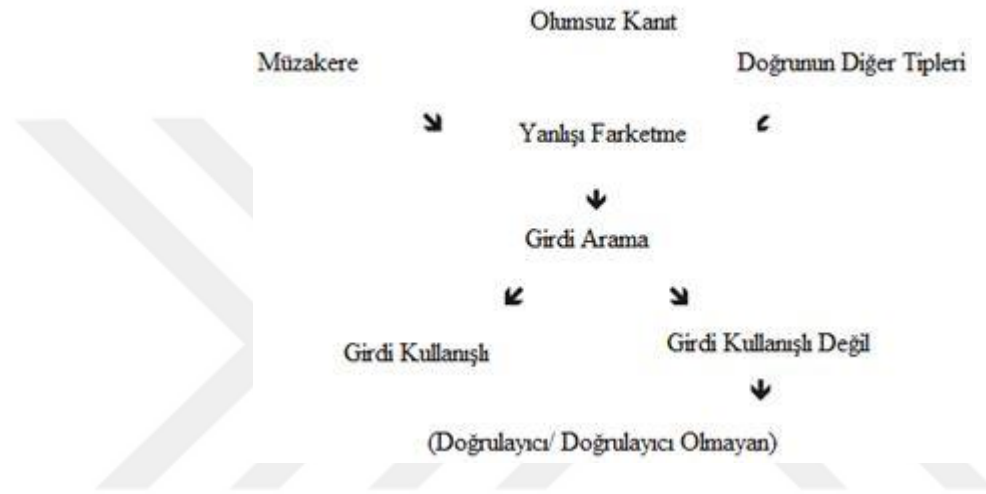 Olumsuz Kanıt
Müzakere
Doğrunun Diğer Tipleri
Yanlışı Farketme
Girdi Arama
Girdi Kullanışlı
Girdi Kullanışlı Değil
(Doğrulayıcı/ Doğrulayıcı Olmayan)